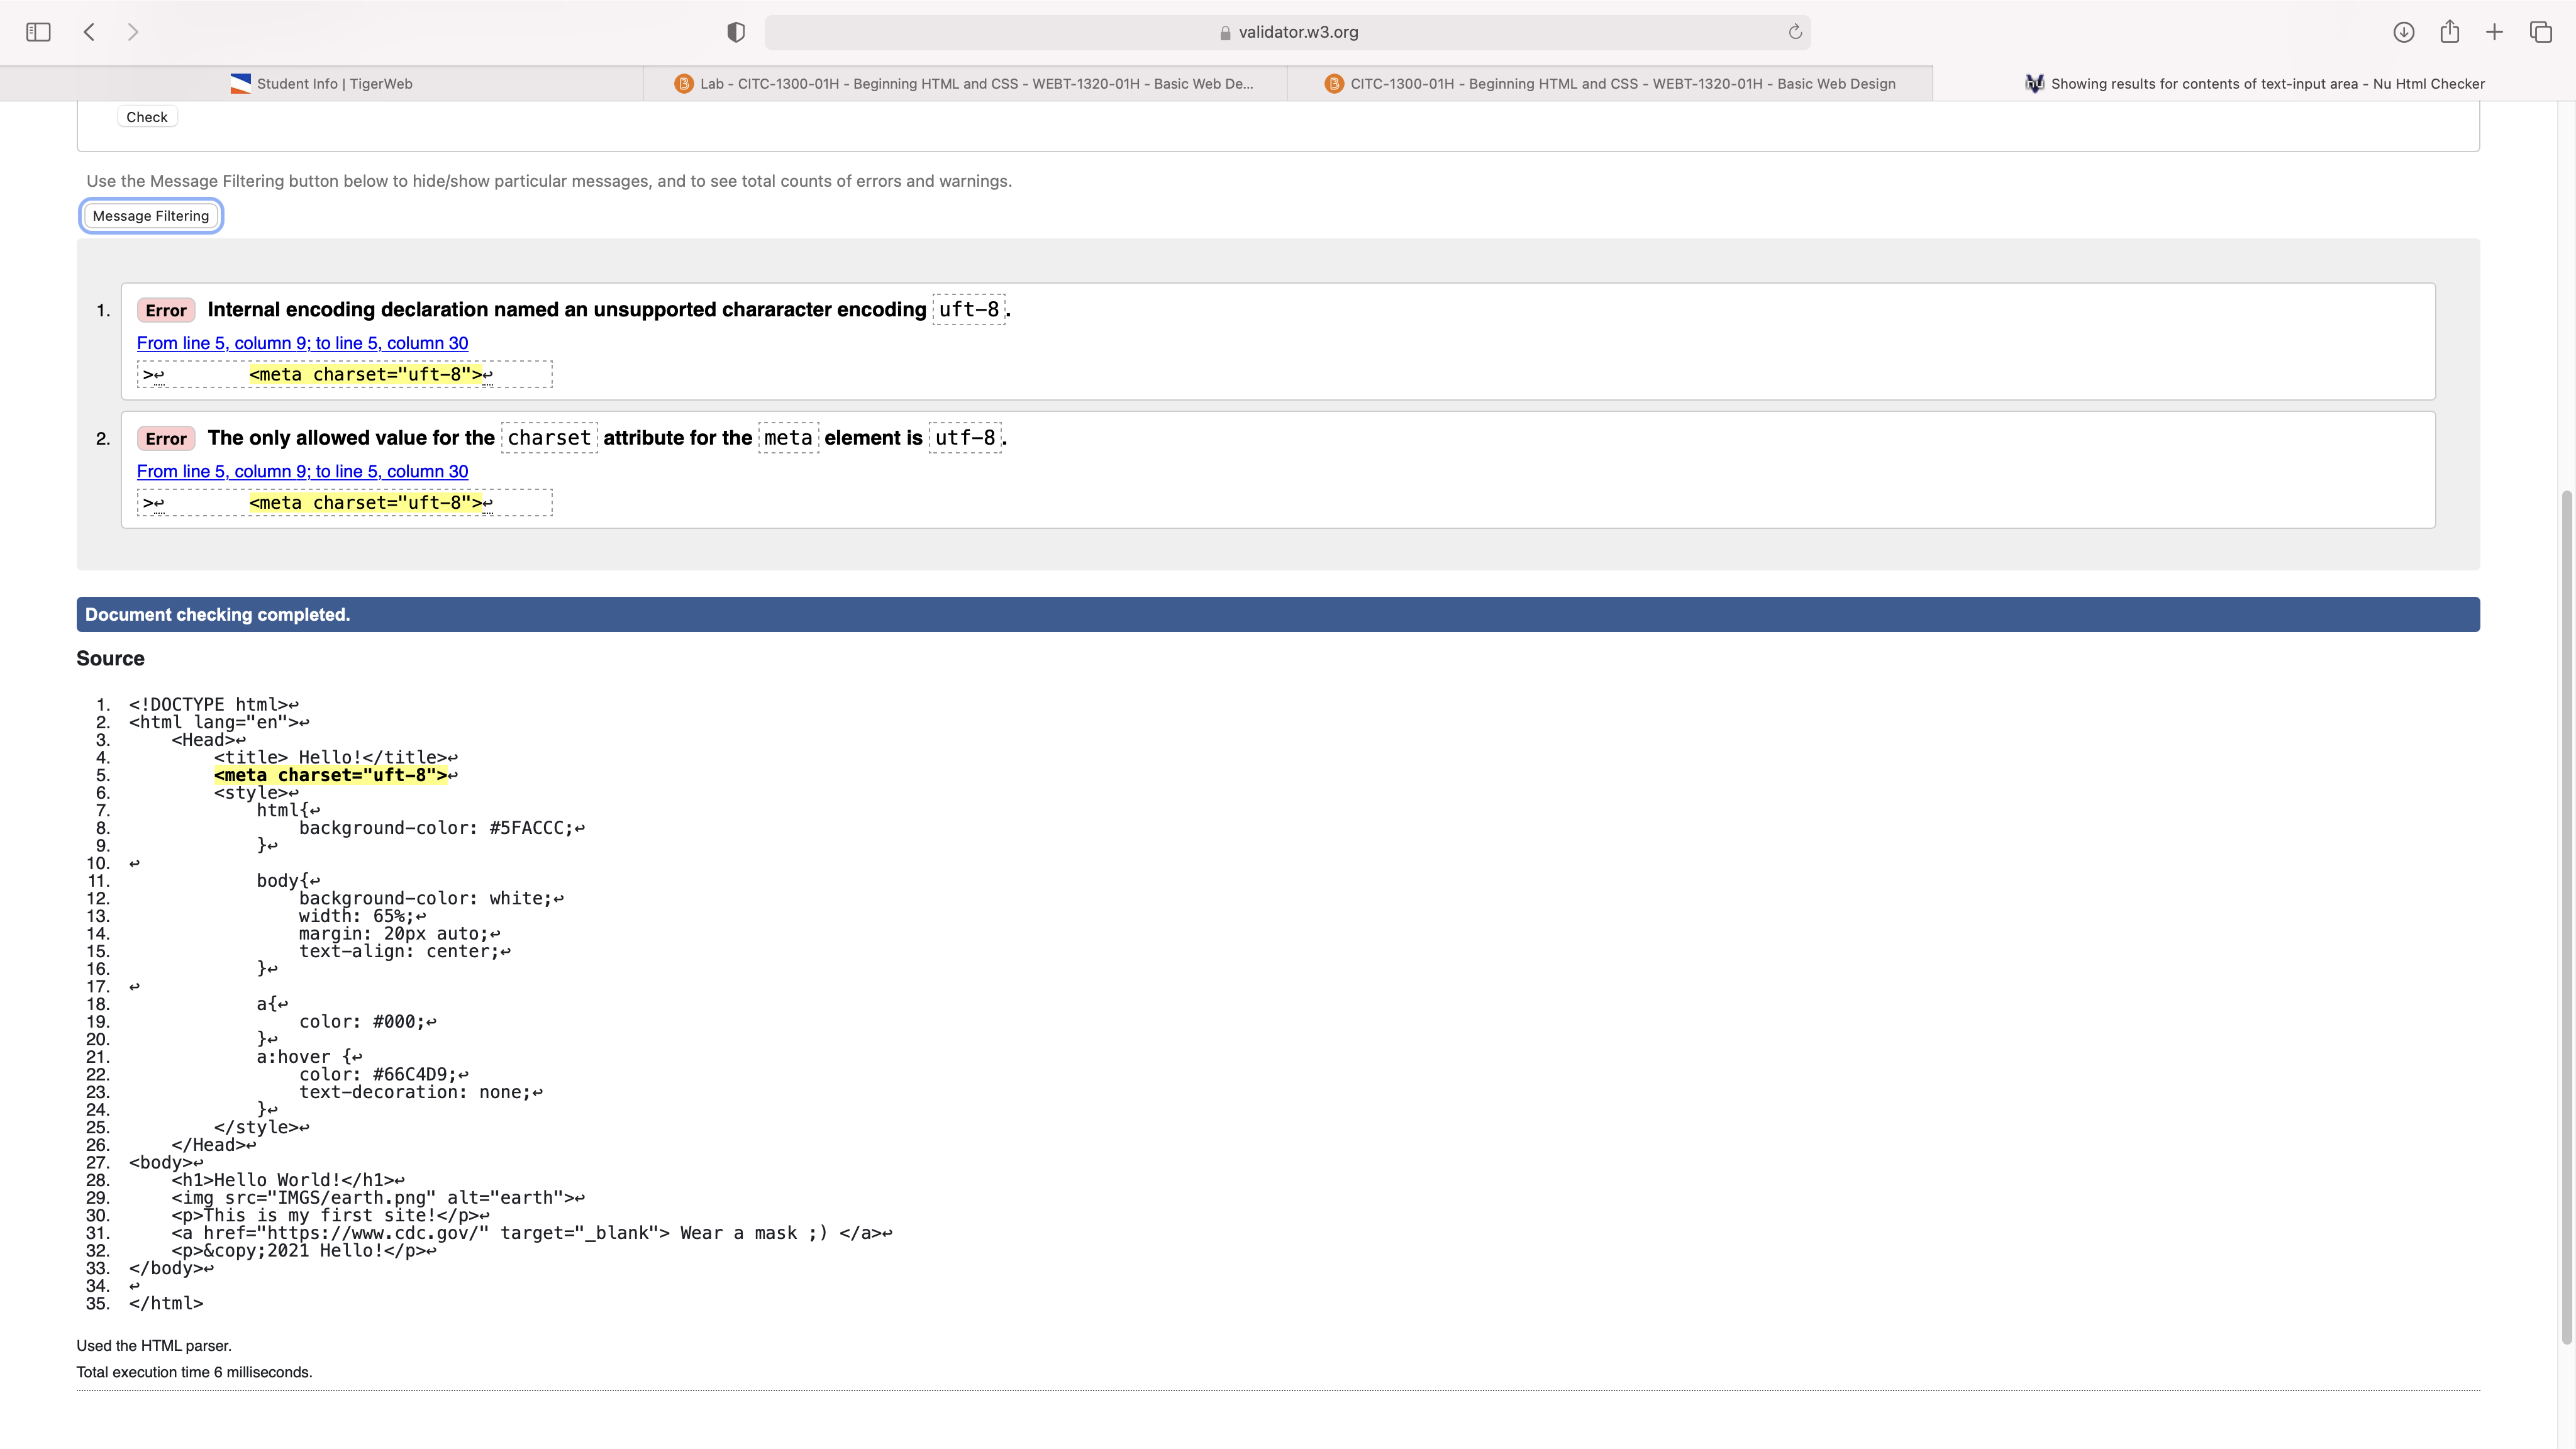 validator.w3.org
Student Info | TigerWeb
Lab - CITC-1300-01H - Beginning HTML and CSS - WEBT-1320-01H - Basic Web De...
CITC-1300-01H - Beginning HTML and CSS - WEBT-1320-01H - Basic Web Design
Showing results for contents of text-input area - Nu Html Checker
Check
Use the Message Filtering button below to hide/show particular messages, and to see total counts of errors and warnings.
Message Filtering
1. Error Internal encoding declaration named an unsupported chararacter encoding uft-8.
From line 5, column 9; to line 5, column 30
>↩        <meta charset="uft-8">↩
2. Error The only allowed value for the charset attribute for the meta element is utf-8.
From line 5, column 9; to line 5, column 30
>↩        <meta charset="uft-8">↩
Document checking completed.
Source
1. <!DOCTYPE html>↩
2. <html lang="en">↩
3.     <Head>↩
4.         <title> Hello!</title>↩
5.         <meta charset="uft-8">↩
6.         <style>↩
7.             html{↩
8.                 background-color: #5FACCC;↩
9.             }↩
10. ↩
11.             body{↩
12.                 background-color: white;↩
13.                 width: 65%;↩
14.                 margin: 20px auto;↩
15.                 text-align: center;↩
16.             }↩
17. ↩
18.             a{↩
19.                 color: #000;↩
20.             }↩
21.             a:hover {↩
22.                 color: #66C4D9;↩
23.                 text-decoration: none;↩
24.             }↩
25.         </style>↩
26.     </Head>↩
27. <body>↩
28.     <h1>Hello World!</h1>↩
29.     <img src="IMGS/earth.png" alt="earth">↩
30.     <p>This is my first site!</p>↩
31.     <a href="https://www.cdc.gov/" target="_blank"> Wear a mask ;) </a>↩
32.     <p>&copy;2021 Hello!</p>↩
33. </body>↩
34. ↩
35. </html>
Used the HTML parser.
Total execution time 6 milliseconds.